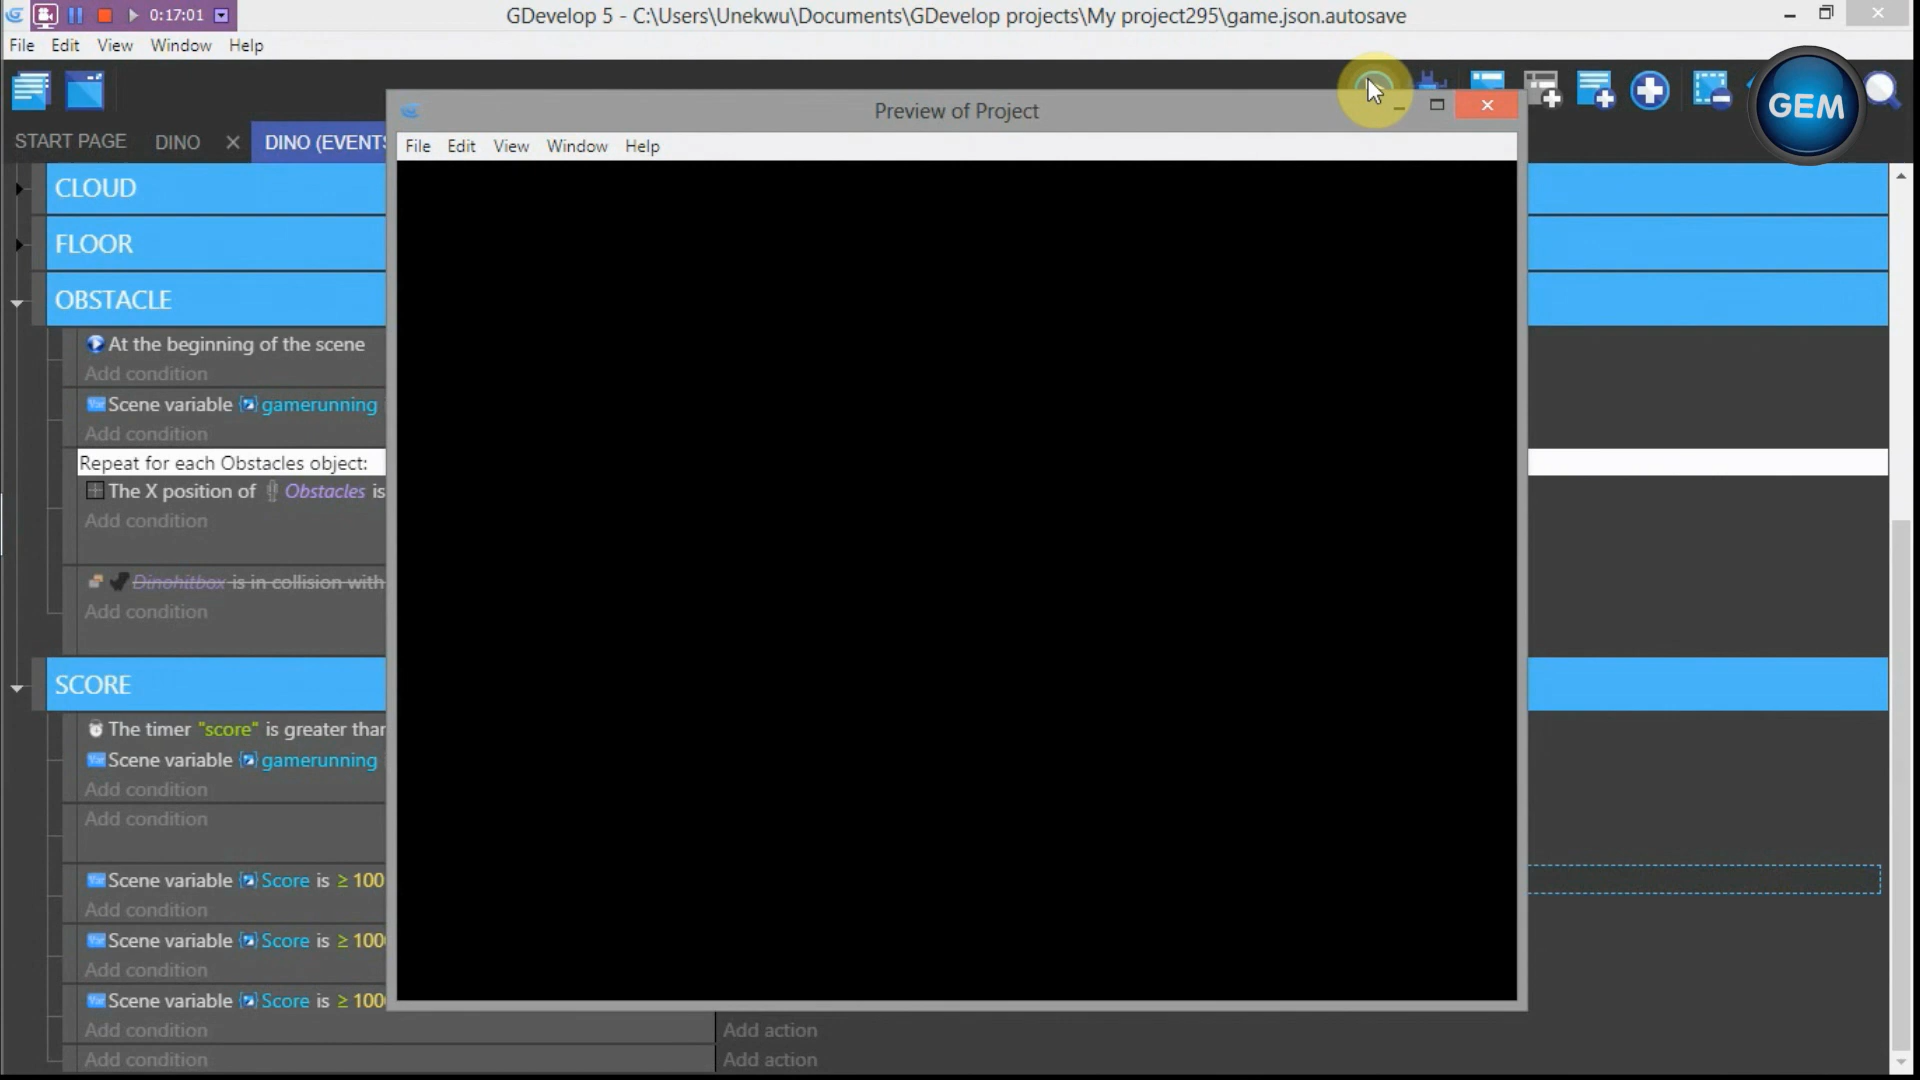 0:17:01
GDevelop 5 - C:\Users\Unekwu\Documents\GDevelop projects\My project295\game.json.autosave
File Edit View Window Help
GEM
Preview of Project
START PAGE DINO DINO (EVENTS
File Edit View Window Help
CLOUD
FLOOR
OBSTACLE
At the beginning of the scene
Add condition
Scene variable gamerunning
Add condition
Repeat for each Obstacles object:
The X position of Obstacles is
Add condition
Dinohitbox is in collision with
Add condition
SCORE
The timer "score" is greater than
Scene variable gamerunning
Add condition
Add condition
Scene variable Score is ≥ 100
Add condition
Scene variable Score is ≥ 100
Add condition
Scene variable Score is ≥ 100
Add condition Add action
Add condition Add action